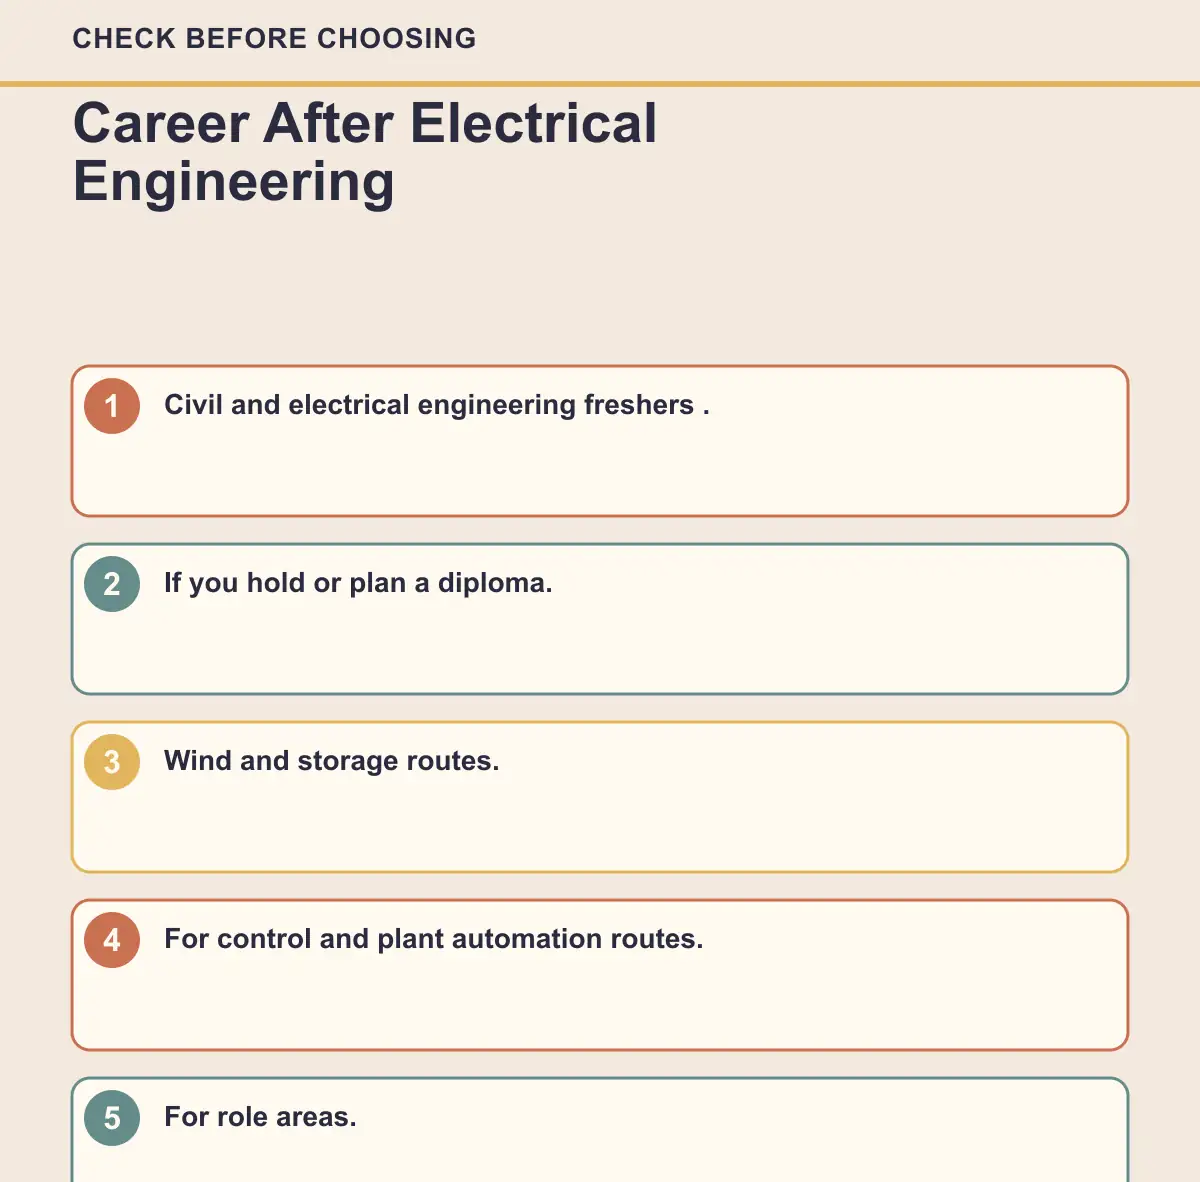 CHECK BEFORE CHOOSING
Career After Electrical
Engineering
1 Civil and electrical engineering freshers .
2 If you hold or plan a diploma.
3 Wind and storage routes.
4 For control and plant automation routes.
5 For role areas.